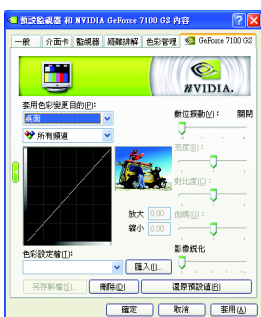 預設監視器 和 NVIDIA GeForce 7100 GS 內容
一般 介面卡 監視器 疑難排解 色彩管理 GeForce 7100 GS
NVIDIA.
套用色彩變更目的(P):
桌面
所有頻道
數位振動(V): 關閉
亮度(B):
對比度(C):
放大 0.00 伽瑪(G):
縮小 0.00
影像銳化
色彩設定檔(T):
匯入(I)...
另存新檔(S)... 刪除(D) 還原預設值(R)
確定 取消 套用(A)